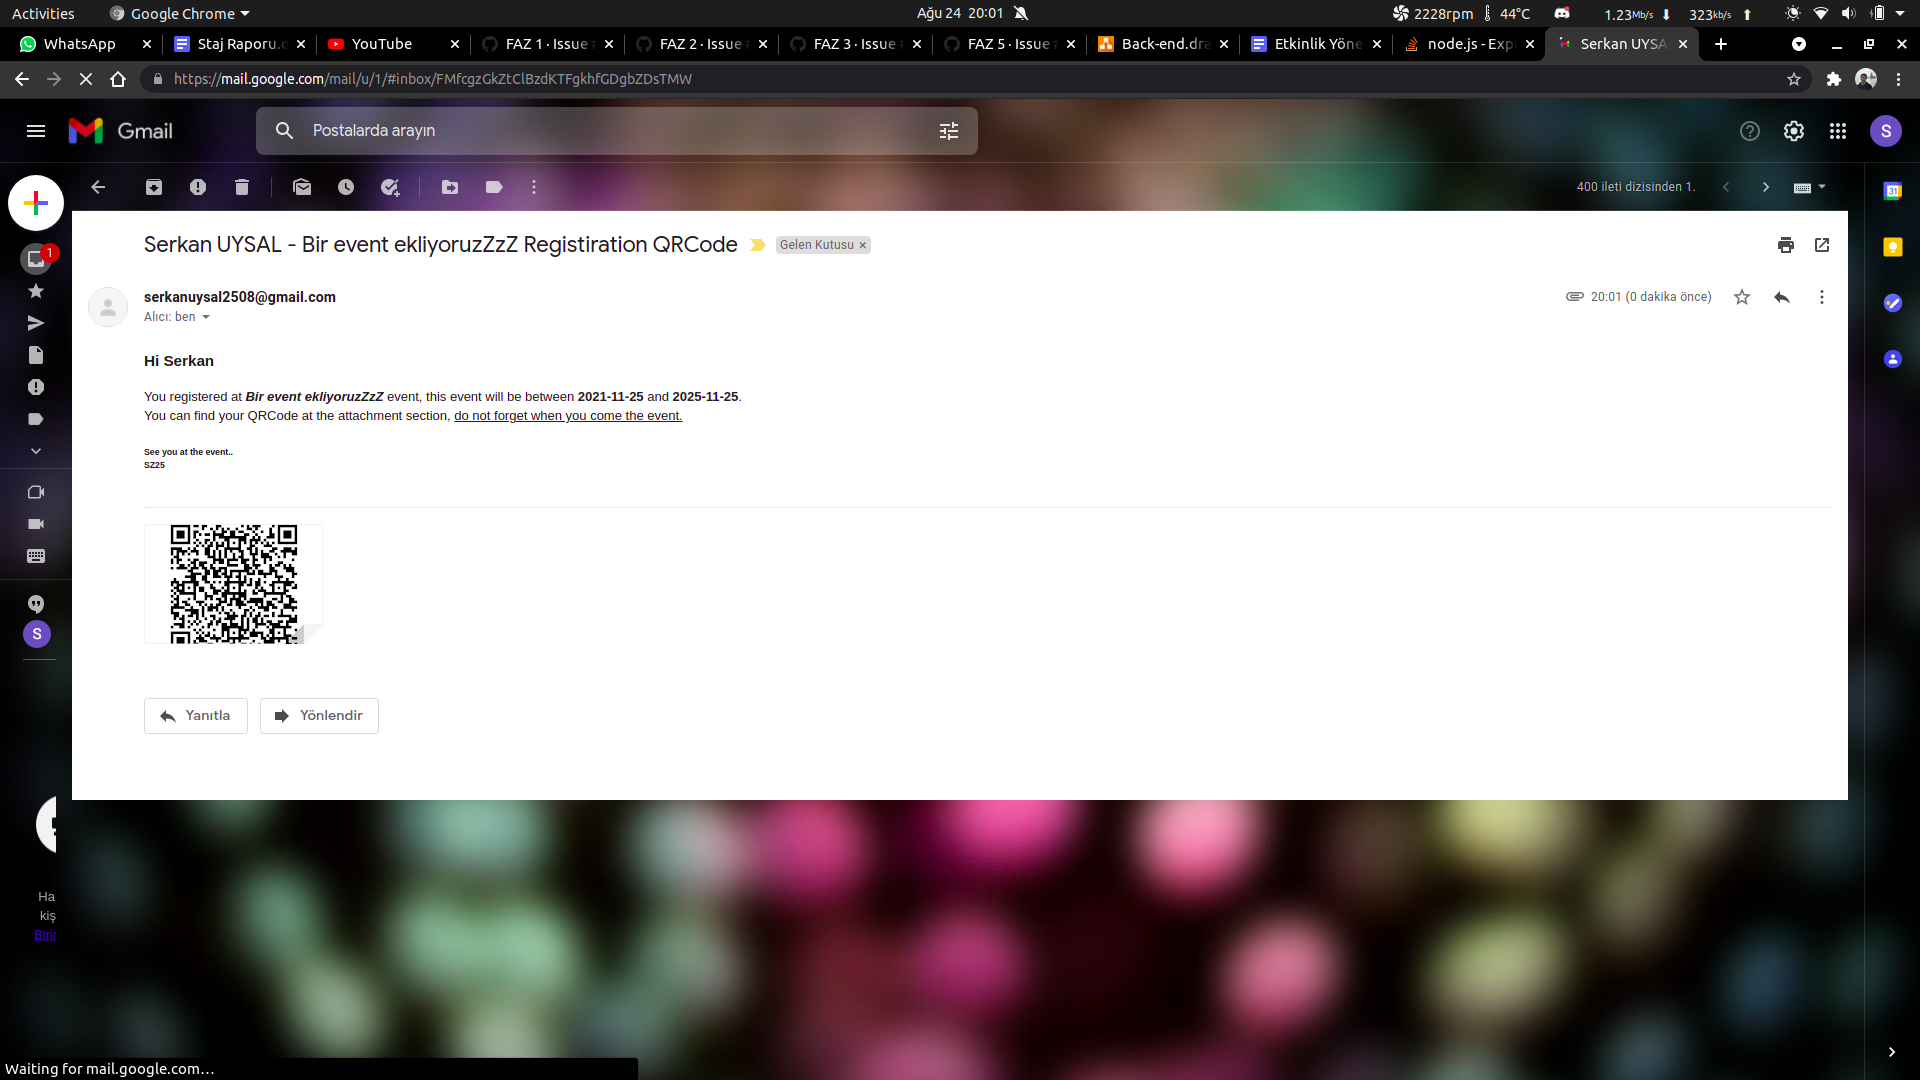 Activities
Google Chrome
Ağu 24 20:01
2228rpm
44°C
1.23Mb/s
323kb/s
WhatsApp
Staj Raporu.d
YouTube
FAZ 1 · Issue
FAZ 2 · Issue
FAZ 3 · Issue
FAZ 5 · Issue
Back-end.dra
Etkinlik Yöne
node.js - Exp
Serkan UYSA
https://mail.google.com/mail/u/1/#inbox/FMfcgzGkZtClBzdKTFgkhfGDgbZDsTMW
Gmail
Postalarda arayın
S
400 ileti dizisinden 1.
31
1
Serkan UYSAL - Bir event ekliyoruzZzZ Registiration QRCode
Gelen Kutusu
serkanuysal2508@gmail.com
20:01 (0 dakika önce)
Alıcı: ben
Hi Serkan
You registered at Bir event ekliyoruzZzZ event, this event will be between 2021-11-25 and 2025-11-25.
You can find your QRCode at the attachment section, do not forget when you come the event.
See you at the event..
SZ25
S
Yanıtla
Yönlendir
Ha
kiş
Birir
Waiting for mail.google.com…